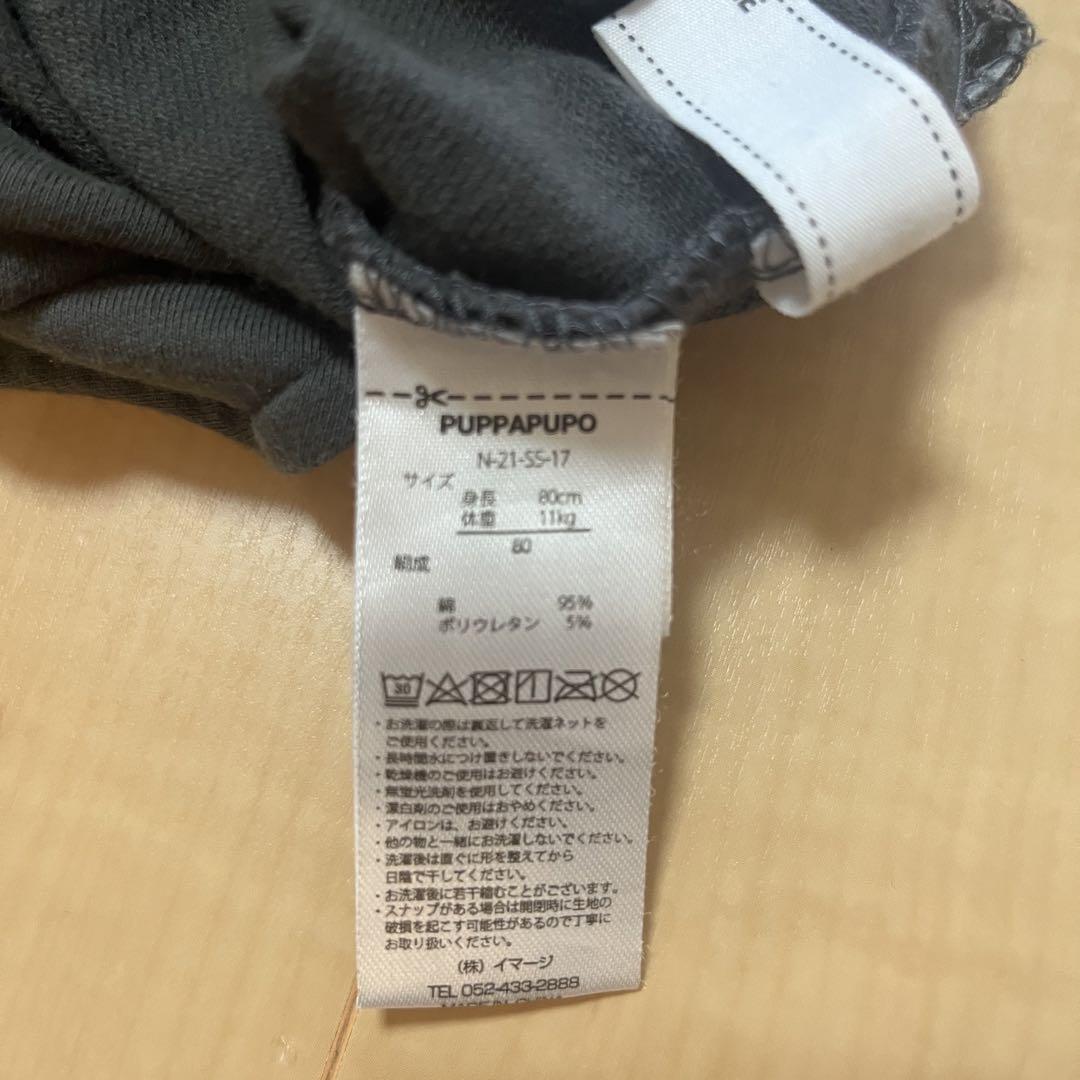 PUPPAPUPO
N-21-SS-17
サイズ
身長 80cm
体重 11kg
80
組成
綿 95%
ポリウレタン 5%
30
・お洗濯の際は裏返して洗濯ネットを
ご使用ください。
・長時間水につけ置きしないでください。
・乾燥機のご使用はお避けください。
・無蛍光洗剤を使用してください。
・漂白剤のご使用はおやめください。
・アイロンは、お避けください。
・他の物と一緒にお洗濯しないでください。
・洗濯後は直ぐに形を整えてから
日陰で干してください。
・お洗濯後に若干縮むことがございます。
・スナップがある場合は開閉時に生地の
破損を起こす可能性があるので丁寧に
お取り扱いください。
(株) イマージ
TEL 052-433-2888
MADE IN CHINA